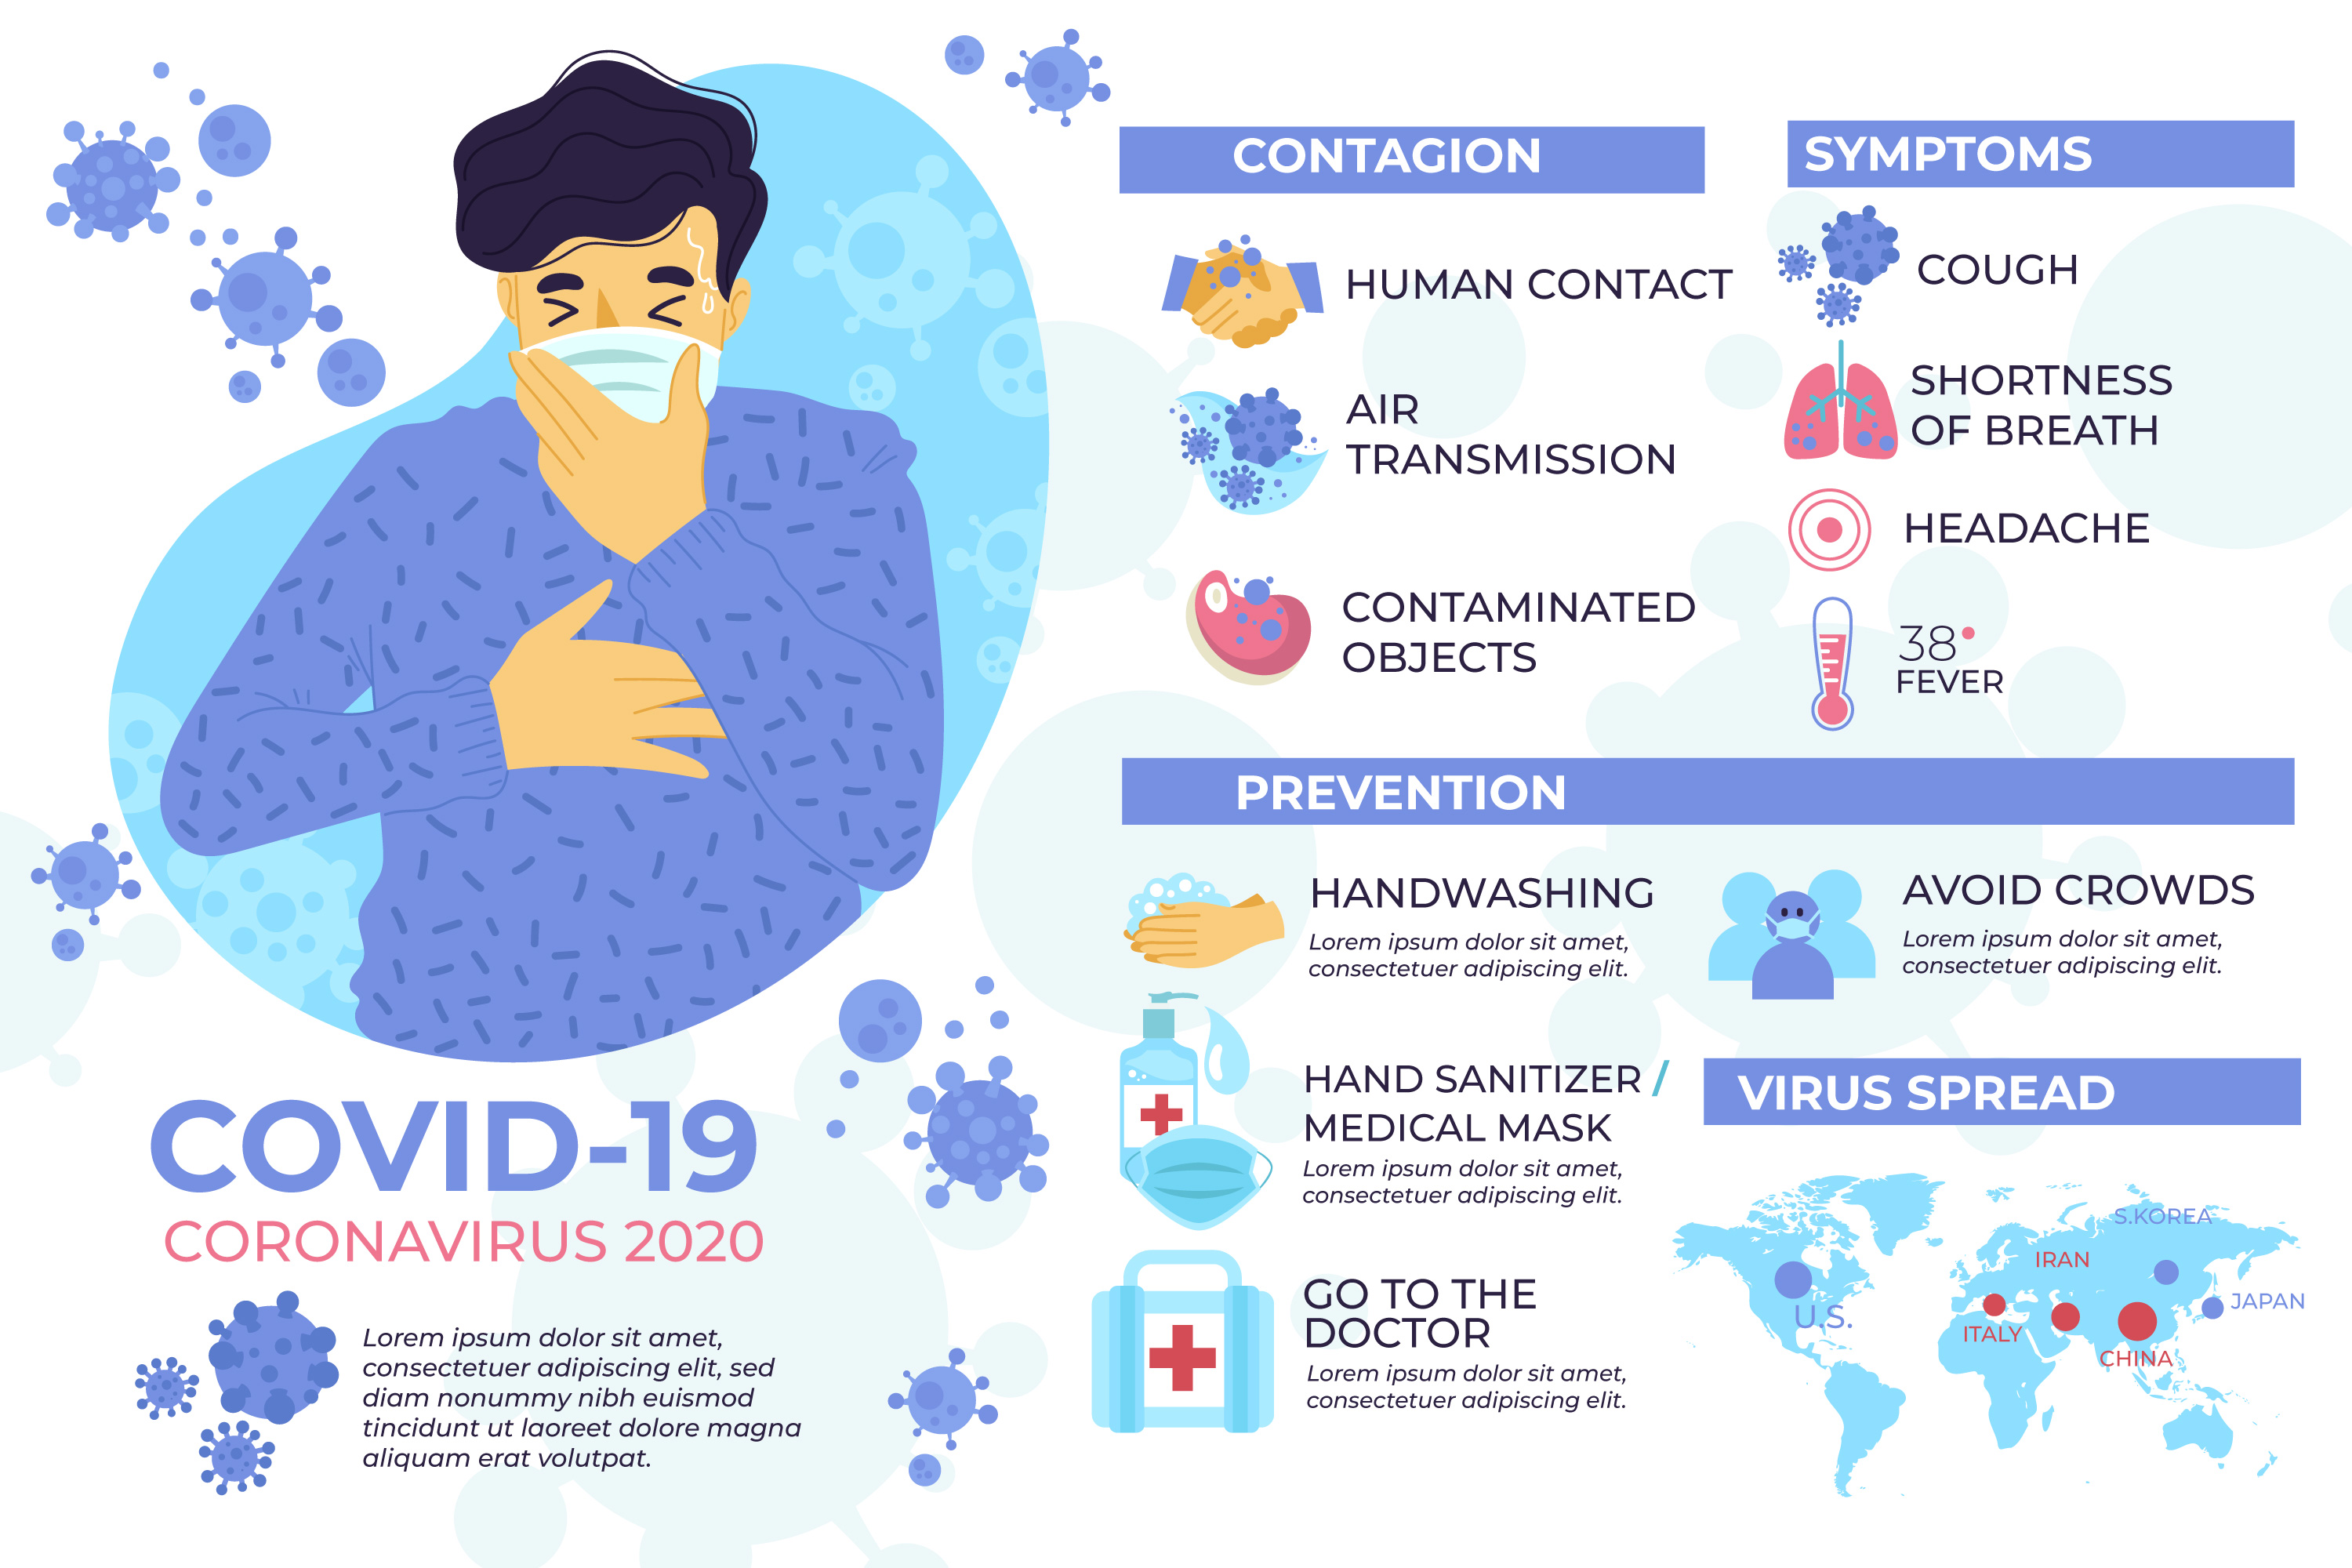 COVID-19
CORONAVIRUS 2020
Lorem ipsum dolor sit amet,
consectetuer adipiscing elit, sed
diam nonummy nibh euismod
tincidunt ut laoreet dolore magna
aliquam erat volutpat.
CONTAGION
HUMAN CONTACT
AIR
TRANSMISSION
CONTAMINATED
OBJECTS
SYMPTOMS
COUGH
SHORTNESS
OF BREATH
HEADACHE
38°
FEVER
PREVENTION
HANDWASHING
Lorem ipsum dolor sit amet,
consectetuer adipiscing elit.
AVOID CROWDS
Lorem ipsum dolor sit amet,
consectetuer adipiscing elit.
HAND SANITIZER /
MEDICAL MASK
Lorem ipsum dolor sit amet,
consectetuer adipiscing elit.
GO TO THE
DOCTOR
Lorem ipsum dolor sit amet,
consectetuer adipiscing elit.
VIRUS SPREAD
S.KOREA
IRAN
JAPAN
U.S.
ITALY
CHINA